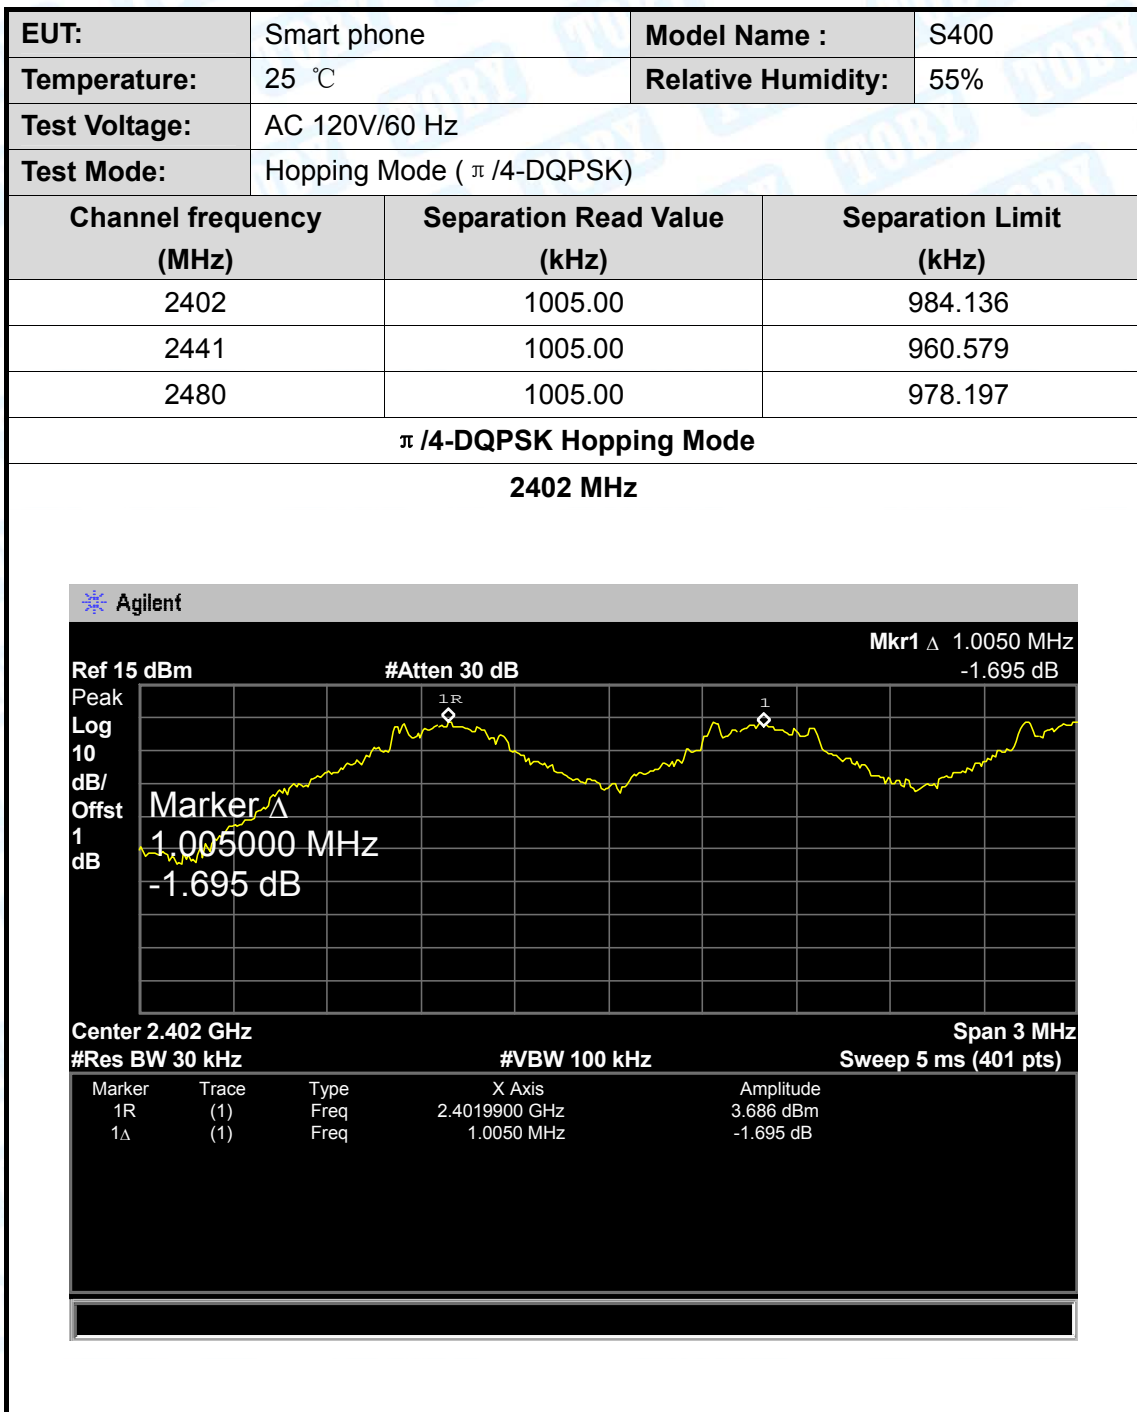 EUT: Smart phone Model Name : S400
Temperature: 25 ℃ Relative Humidity: 55%
Test Voltage: AC 120V/60 Hz
Test Mode: Hopping Mode ( π /4-DQPSK)
Channel frequency (MHz) Separation Read Value (kHz) Separation Limit (kHz)
2402 1005.00 984.136
2441 1005.00 960.579
2480 1005.00 978.197
π /4-DQPSK Hopping Mode
2402 MHz
Agilent
Mkr1 Δ 1.0050 MHz
Ref 15 dBm #Atten 30 dB -1.695 dB
Peak
Log
10
dB/
Offst
1
dB
1R
1
Marker Δ
1.005000 MHz
-1.695 dB
Center 2.402 GHz Span 3 MHz
#Res BW 30 kHz #VBW 100 kHz Sweep 5 ms (401 pts)
Marker Trace Type X Axis Amplitude
1R (1) Freq 2.4019900 GHz 3.686 dBm
1Δ (1) Freq 1.0050 MHz -1.695 dB
TOBY